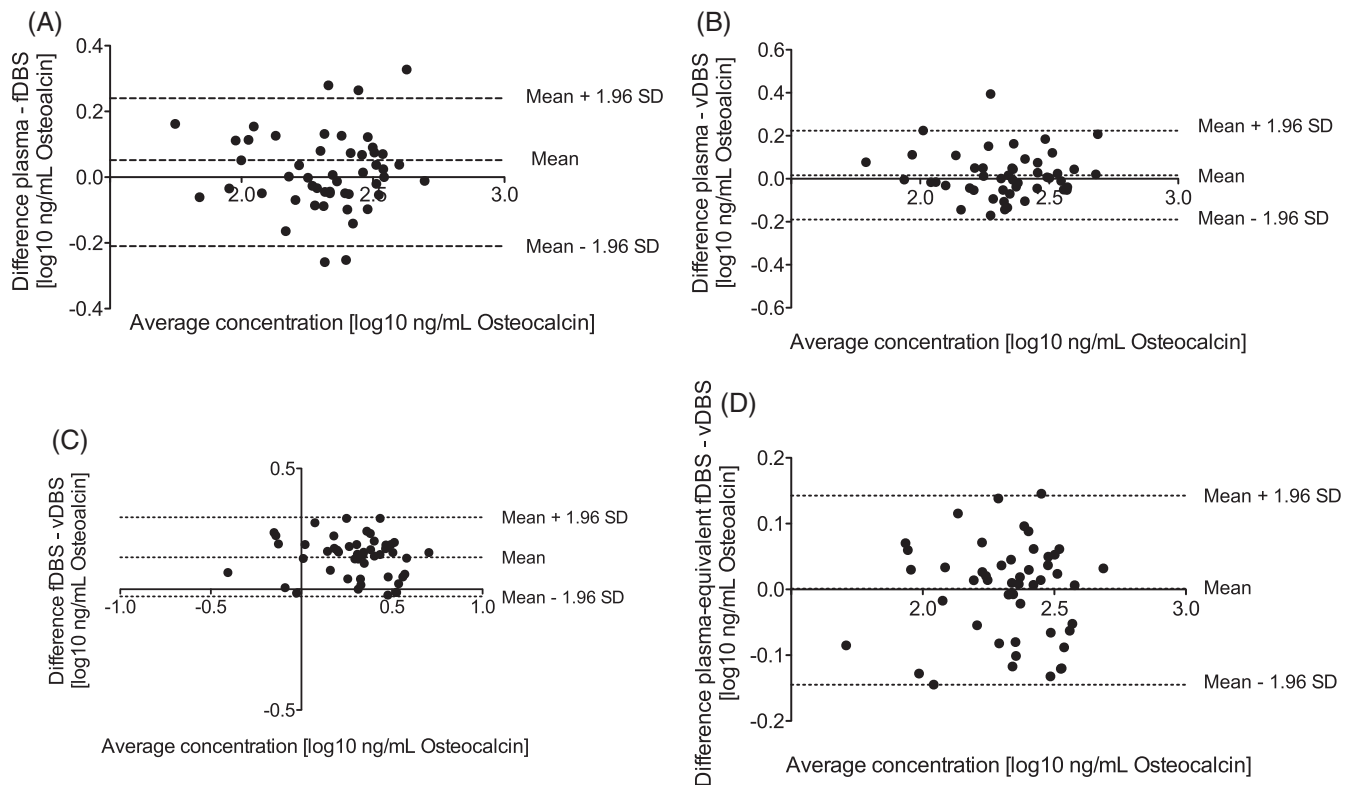 (A)
Difference plasma - fDBS
[log10 ng/mL Osteoalcin]
0.4
0.2
0.0
-0.2
-0.4
2.0
2.5
3.0
Mean + 1.96 SD
Mean
Mean - 1.96 SD
Average concentration [log10 ng/mL Osteocalcin]
(B)
Difference plasma - vDBS
[log10 ng/mL Osteoalcin]
0.6
0.4
0.2
0.0
-0.2
-0.4
-0.6
2.0
2.5
3.0
Mean + 1.96 SD
Mean
Mean - 1.96 SD
Average concentration [log10 ng/mL Osteocalcin]
(C)
Difference fDBS - vDBS
[log10 ng/mL Osteoalcin]
0.5
-0.5
-1.0
-0.5
0.5
1.0
Mean + 1.96 SD
Mean
Mean - 1.96 SD
Average concentration [log10 ng/mL Osteocalcin]
(D)
Difference plasma-equivalent fDBS - vDBS
[log10 ng/mL Osteoalcin]
0.2
0.1
0.0
-0.1
-0.2
2.0
2.5
3.0
Mean + 1.96 SD
Mean
Mean - 1.96 SD
Average concentration [log10 ng/mL Osteocalcin]